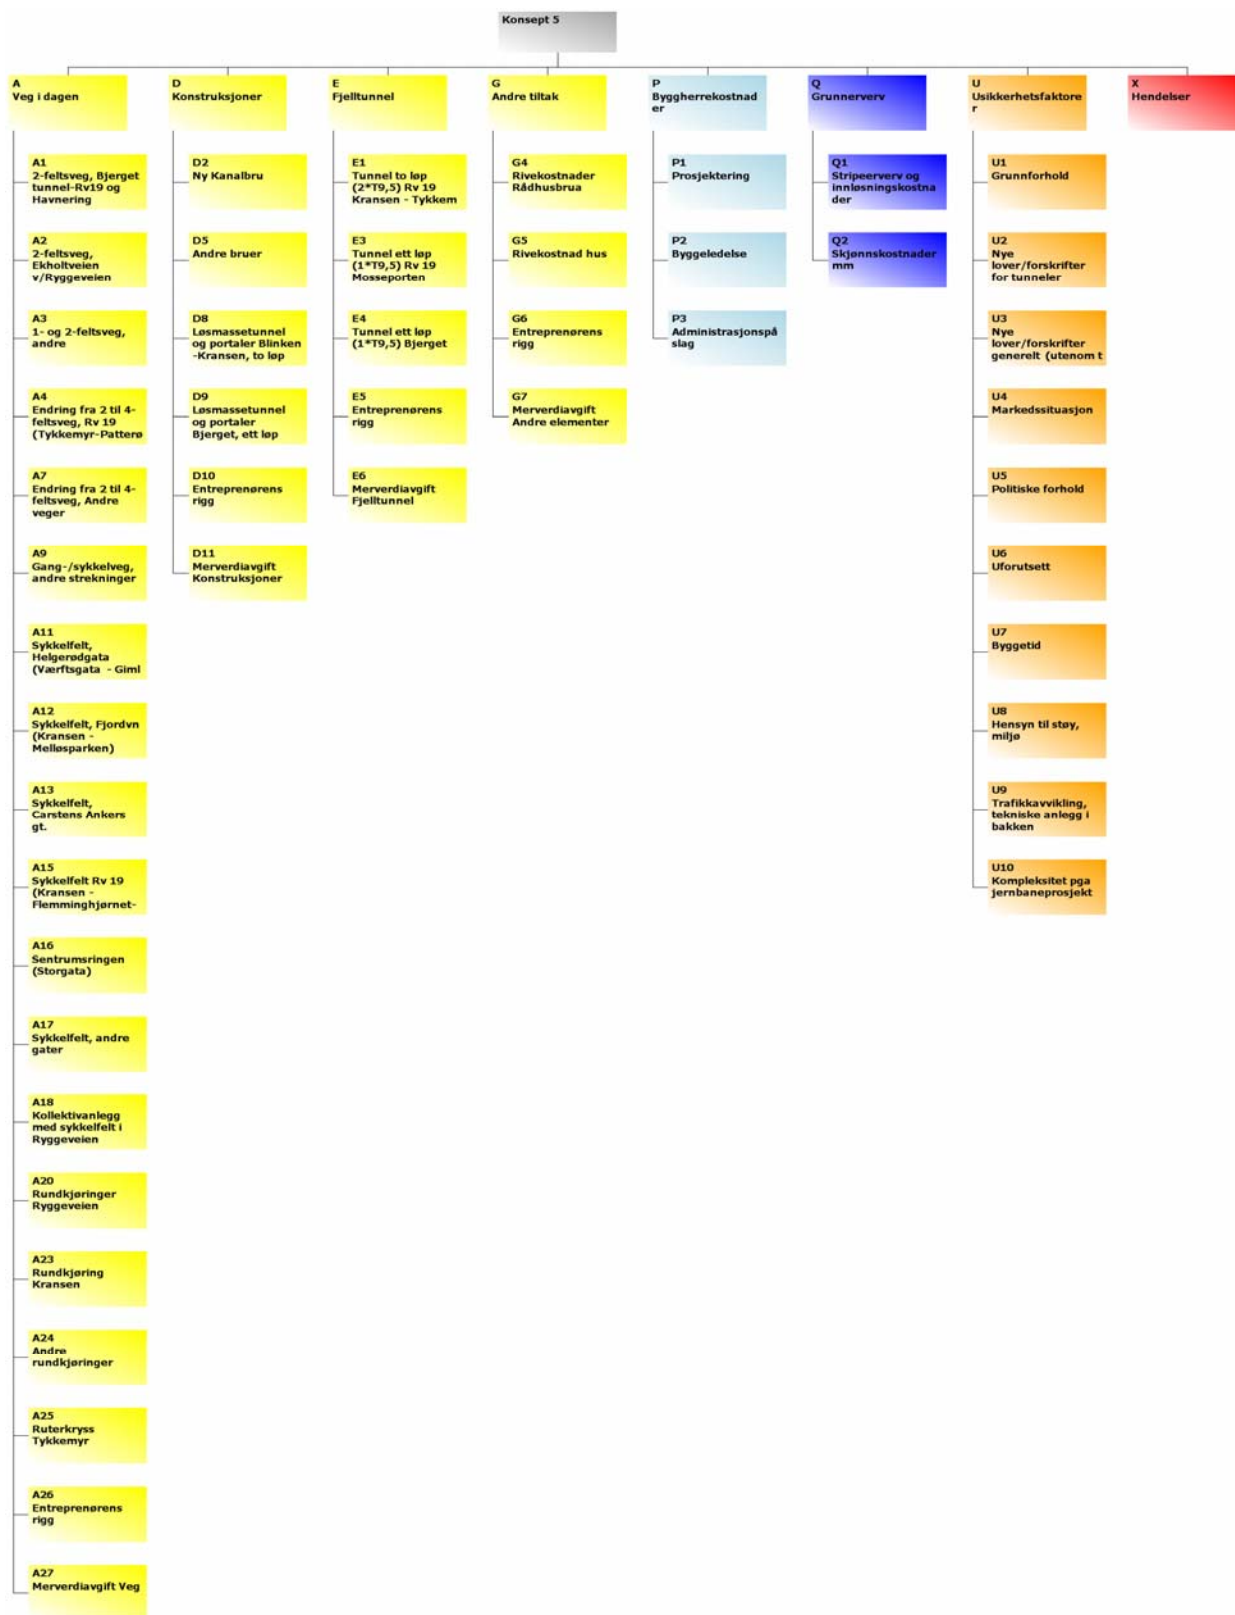 Konsept 5
A
Veg i dagen
D
Konstruksjoner
E
Fjelltunnel
G
Andre tiltak
P
Byggherrekostnad
er
Q
Grunnerverv
U
Usikkerhetsfaktore
r
X
Hendelser
A1
2-feltsveg, Bjerget
tunnel-Rv19 og
Havnering
A2
2-feltsveg,
Ekholtveien
v/Ryggeveien
A3
1- og 2-feltsveg,
andre
A4
Endring fra 2 til 4-
feltsveg, Rv 19
(Tykkemyr-Patterø
A7
Endring fra 2 til 4-
feltsveg, Andre
veger
A9
Gang-/sykkelveg,
andre strekninger
A11
Sykkelfelt,
Helgerødgata
(Værftsgata - Giml
A12
Sykkelfelt, Fjordvn
(Kransen -
Melløsparken)
A13
Sykkelfelt,
Carstens Ankers
gt.
A15
Sykkelfelt Rv 19
(Kransen -
Flemminghjørnet-
A16
Sentrumsringen
(Storgata)
A17
Sykkelfelt, andre
gater
A18
Kollektivanlegg
med sykkelfelt i
Ryggeveien
A20
Rundkjøringer
Ryggeveien
A23
Rundkjøring
Kransen
A24
Andre
rundkjøringer
A25
Ruterkryss
Tykkemyr
A26
Entreprenørens
rigg
A27
Merverdiavgift Veg
D2
Ny Kanalbru
D5
Andre bruer
D8
Løsmassetunnel
og portaler Blinken
-Kransen, to løp
D9
Løsmassetunnel
og portaler
Bjerget, ett løp
D10
Entreprenørens
rigg
D11
Merverdiavgift
Konstruksjoner
E1
Tunnel to løp
(2*T9,5) Rv 19
Kransen - Tykkem
E3
Tunnel ett løp
(1*T9,5) Rv 19
Mosseporten
E4
Tunnel ett løp
(1*T9,5) Bjerget
E5
Entreprenørens
rigg
E6
Merverdiavgift
Fjelltunnel
G4
Rivekostnader
Rådhusbrua
G5
Rivekostnad hus
G6
Entreprenørens
rigg
G7
Merverdiavgift
Andre elementer
P1
Prosjektering
P2
Byggeledelse
P3
Administrasjonspå
slag
Q1
Stripeerverv og
innløsningskostna
der
Q2
Skjønnskostnader
mm
U1
Grunnforhold
U2
Nye
lover/forskrifter
for tunneler
U3
Nye
lover/forskrifter
generelt (utenom t
U4
Markedssituasjon
U5
Politiske forhold
U6
Uforutsett
U7
Byggetid
U8
Hensyn til støy,
miljø
U9
Trafikkavvikling,
tekniske anlegg i
bakken
U10
Kompleksitet pga
jernbaneprosjekt